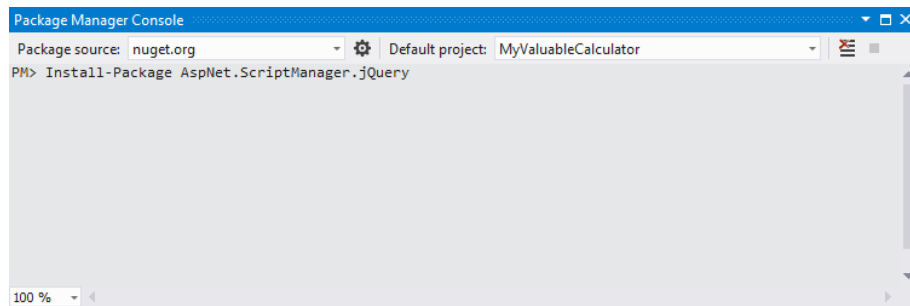 Package Manager Console
Package source: nuget.org Default project: MyValuableCalculator
PM> Install-Package AspNet.ScriptManager.jQuery
100 %